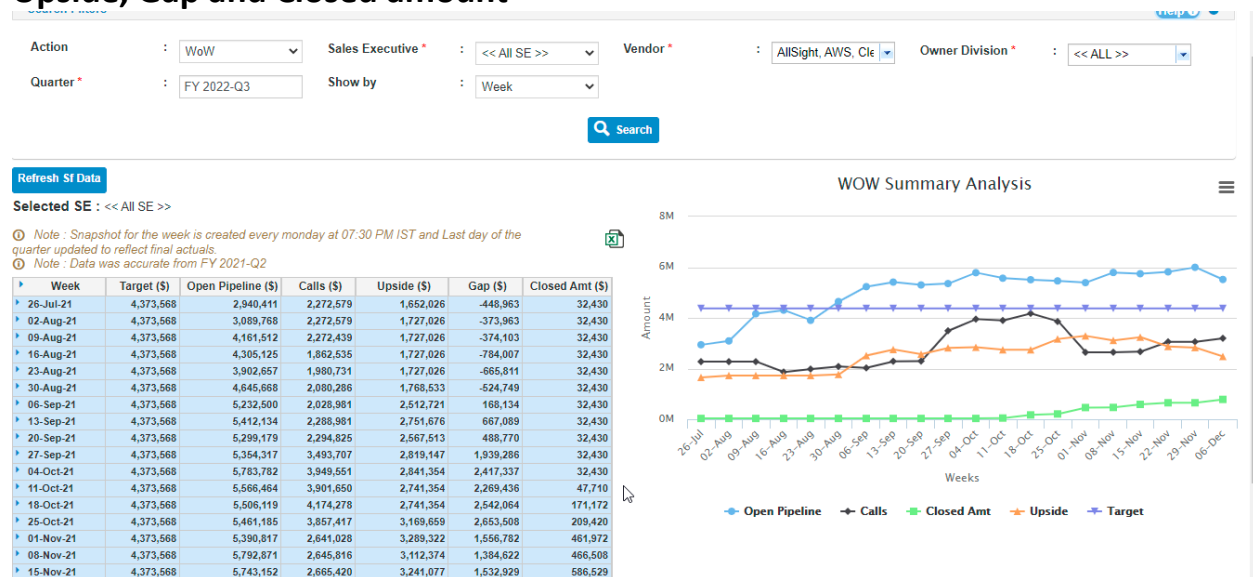 Upside, Gap and Closed amount
Search Filters
Help
Action : WoW Sales Executive * : << All SE >> Vendor * : AllSight, AWS, Cle Owner Division * : << ALL >>
Quarter * : FY 2022-Q3 Show by : Week
Search
Refresh Sf Data
Selected SE : << All SE >>
Note : Snapshot for the week is created every monday at 07:30 PM IST and Last day of the
quarter updated to reflect final actuals.
Note : Data was accurate from FY 2021-Q2
Week Target ($) Open Pipeline ($) Calls ($) Upside ($) Gap ($) Closed Amt ($)
26-Jul-21 4,373,568 2,940,411 2,272,579 1,652,026 -448,963 32,430
02-Aug-21 4,373,568 3,089,768 2,272,579 1,727,026 -373,963 32,430
09-Aug-21 4,373,568 4,161,512 2,272,439 1,727,026 -374,103 32,430
16-Aug-21 4,373,568 4,305,125 1,862,535 1,727,026 -784,007 32,430
23-Aug-21 4,373,568 3,902,657 1,980,731 1,727,026 -665,811 32,430
30-Aug-21 4,373,568 4,645,668 2,080,286 1,768,533 -524,749 32,430
06-Sep-21 4,373,568 5,232,500 2,028,981 2,512,721 168,134 32,430
13-Sep-21 4,373,568 5,412,134 2,288,981 2,751,676 667,089 32,430
20-Sep-21 4,373,568 5,299,179 2,294,825 2,567,513 488,770 32,430
27-Sep-21 4,373,568 5,354,317 3,493,707 2,819,147 1,939,286 32,430
04-Oct-21 4,373,568 5,783,782 3,949,551 2,841,354 2,417,337 32,430
11-Oct-21 4,373,568 5,566,464 3,901,650 2,741,354 2,269,436 47,710
18-Oct-21 4,373,568 5,506,119 4,174,278 2,741,354 2,542,064 171,172
25-Oct-21 4,373,568 5,461,185 3,857,417 3,169,659 2,653,508 209,420
01-Nov-21 4,373,568 5,390,817 2,641,028 3,289,322 1,556,782 461,972
08-Nov-21 4,373,568 5,792,871 2,645,816 3,112,374 1,384,622 466,508
15-Nov-21 4,373,568 5,743,152 2,665,420 3,241,077 1,532,929 586,529
WOW Summary Analysis
8M
6M
4M
2M
0M
Amount
26-Jul 02-Aug 09-Aug 16-Aug 23-Aug 30-Aug 06-Sep 13-Sep 20-Sep 27-Sep 04-Oct 11-Oct 18-Oct 25-Oct 01-Nov 08-Nov 15-Nov 22-Nov 29-Nov 06-Dec
Weeks
Open Pipeline Calls Closed Amt Upside Target